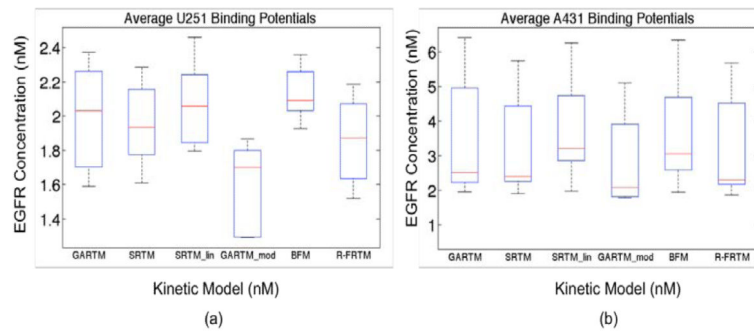 Average U251 Binding Potentials
EGFR Concentration (nM)
2.4
2.2
2
1.8
1.6
1.4
GARTM SRTM SRTM_lin GARTM_mod BFM R-FRTM
Kinetic Model (nM)
(a)
Average A431 Binding Potentials
EGFR Concentration (nM)
6
5
4
3
2
1
GARTM SRTM SRTM_lin GARTM_mod BFM R-FRTM
Kinetic Model (nM)
(b)